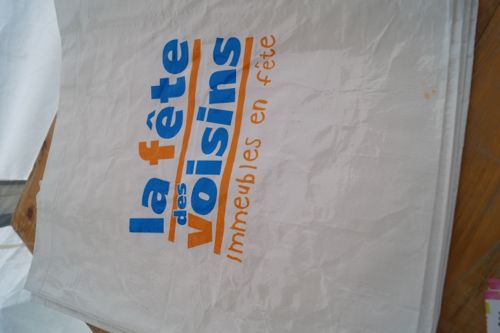 la fête
des
voisins
immeubles en fête